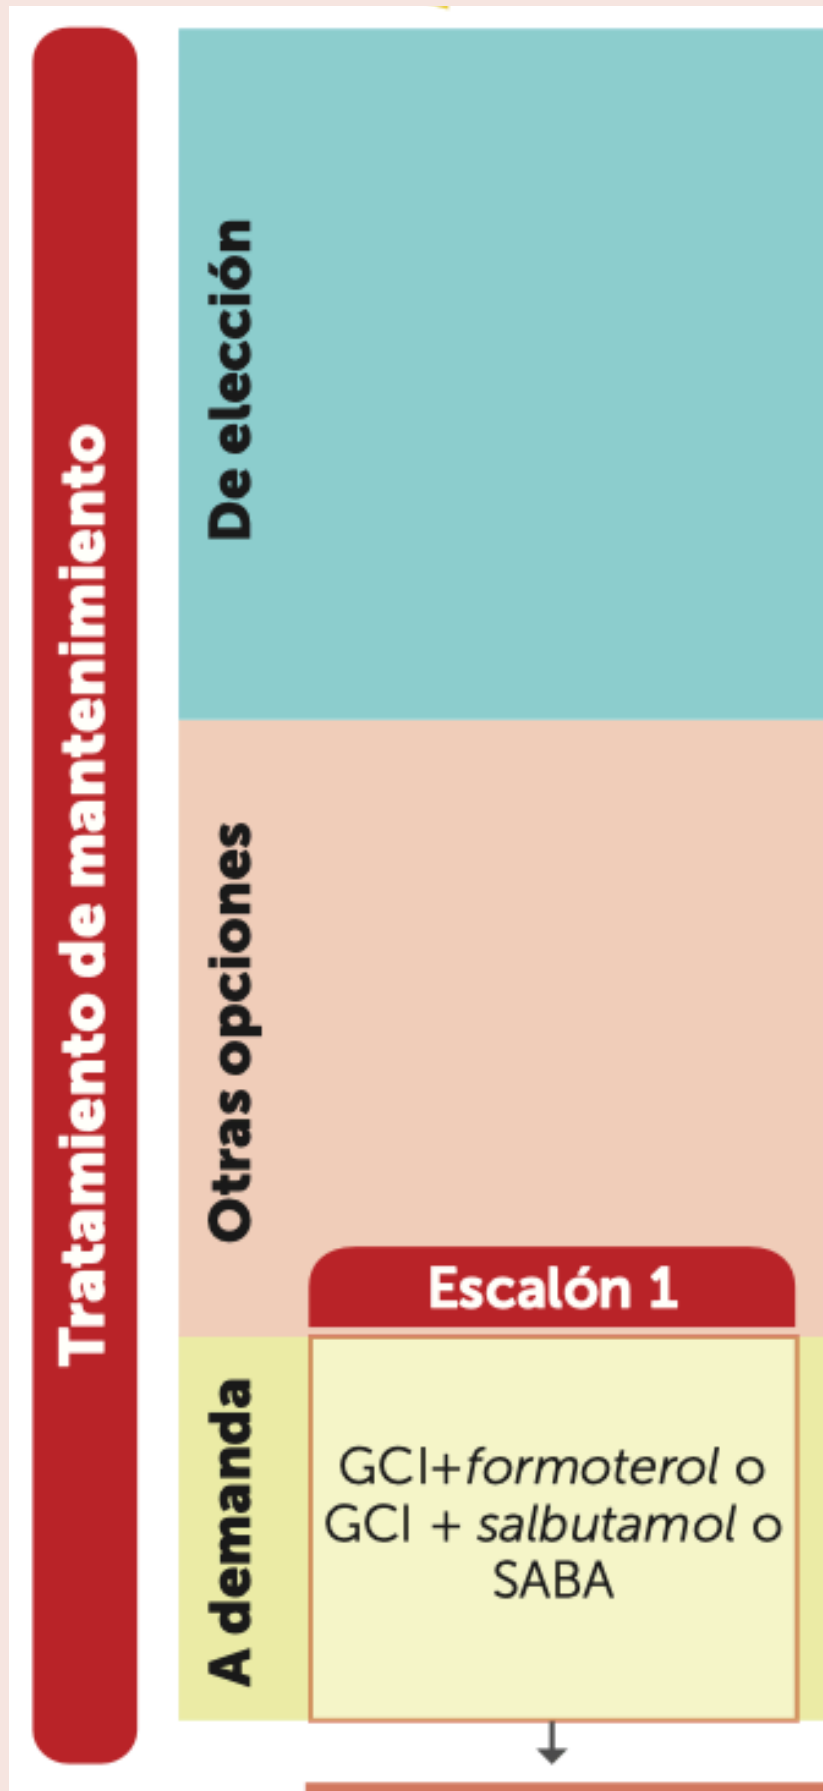 Tratamiento de mantenimiento
De elección
Otras opciones
A demanda
Escalón 1
GCI+formoterol o
GCI + salbutamol o
SABA